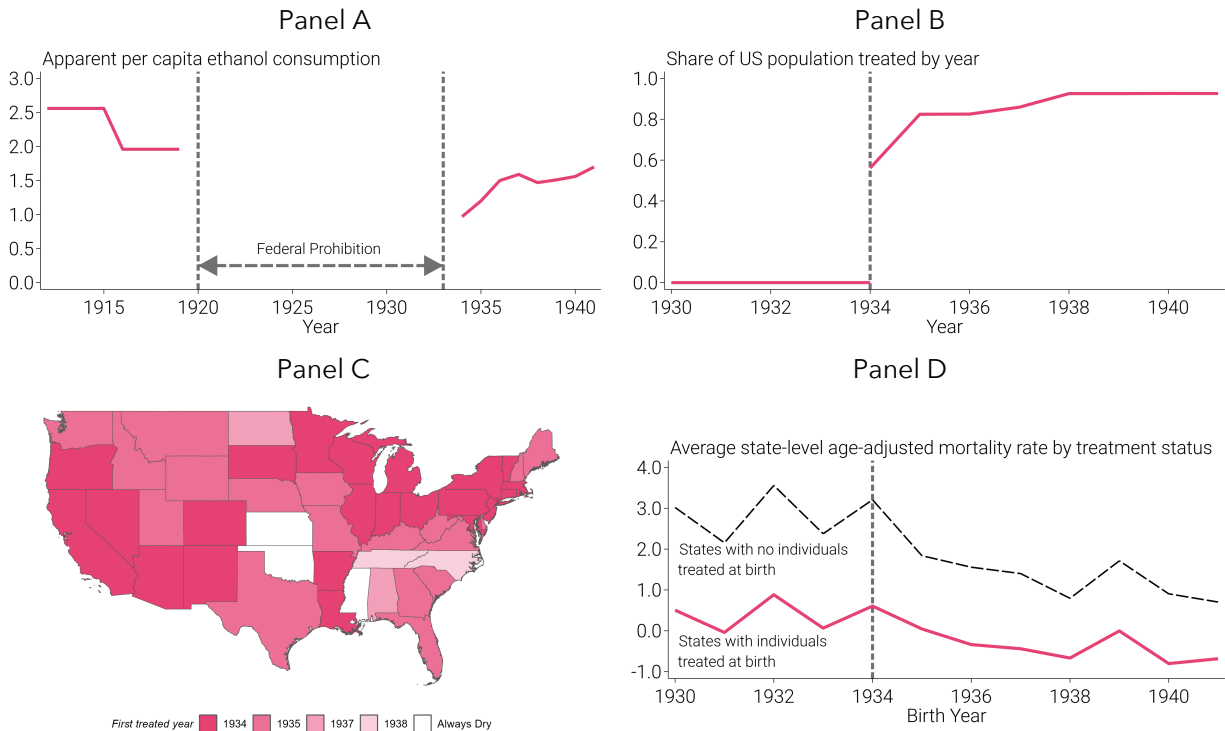 Panel A
Apparent per capita ethanol consumption
3.0
2.5
2.0
1.5
1.0
0.5
0.0
Federal Prohibition
1915 1920 1925 1930 1935 1940
Year
Panel B
Share of US population treated by year
1.0
0.8
0.6
0.4
0.2
0.0
1930 1932 1934 1936 1938 1940
Year
Panel C
First treated year 1934 1935 1937 1938 Always Dry
Panel D
Average state-level age-adjusted mortality rate by treatment status
4.0
3.0
2.0
1.0
0.0
-1.0
States with no individuals
treated at birth
States with individuals
treated at birth
1930 1932 1934 1936 1938 1940
Birth Year